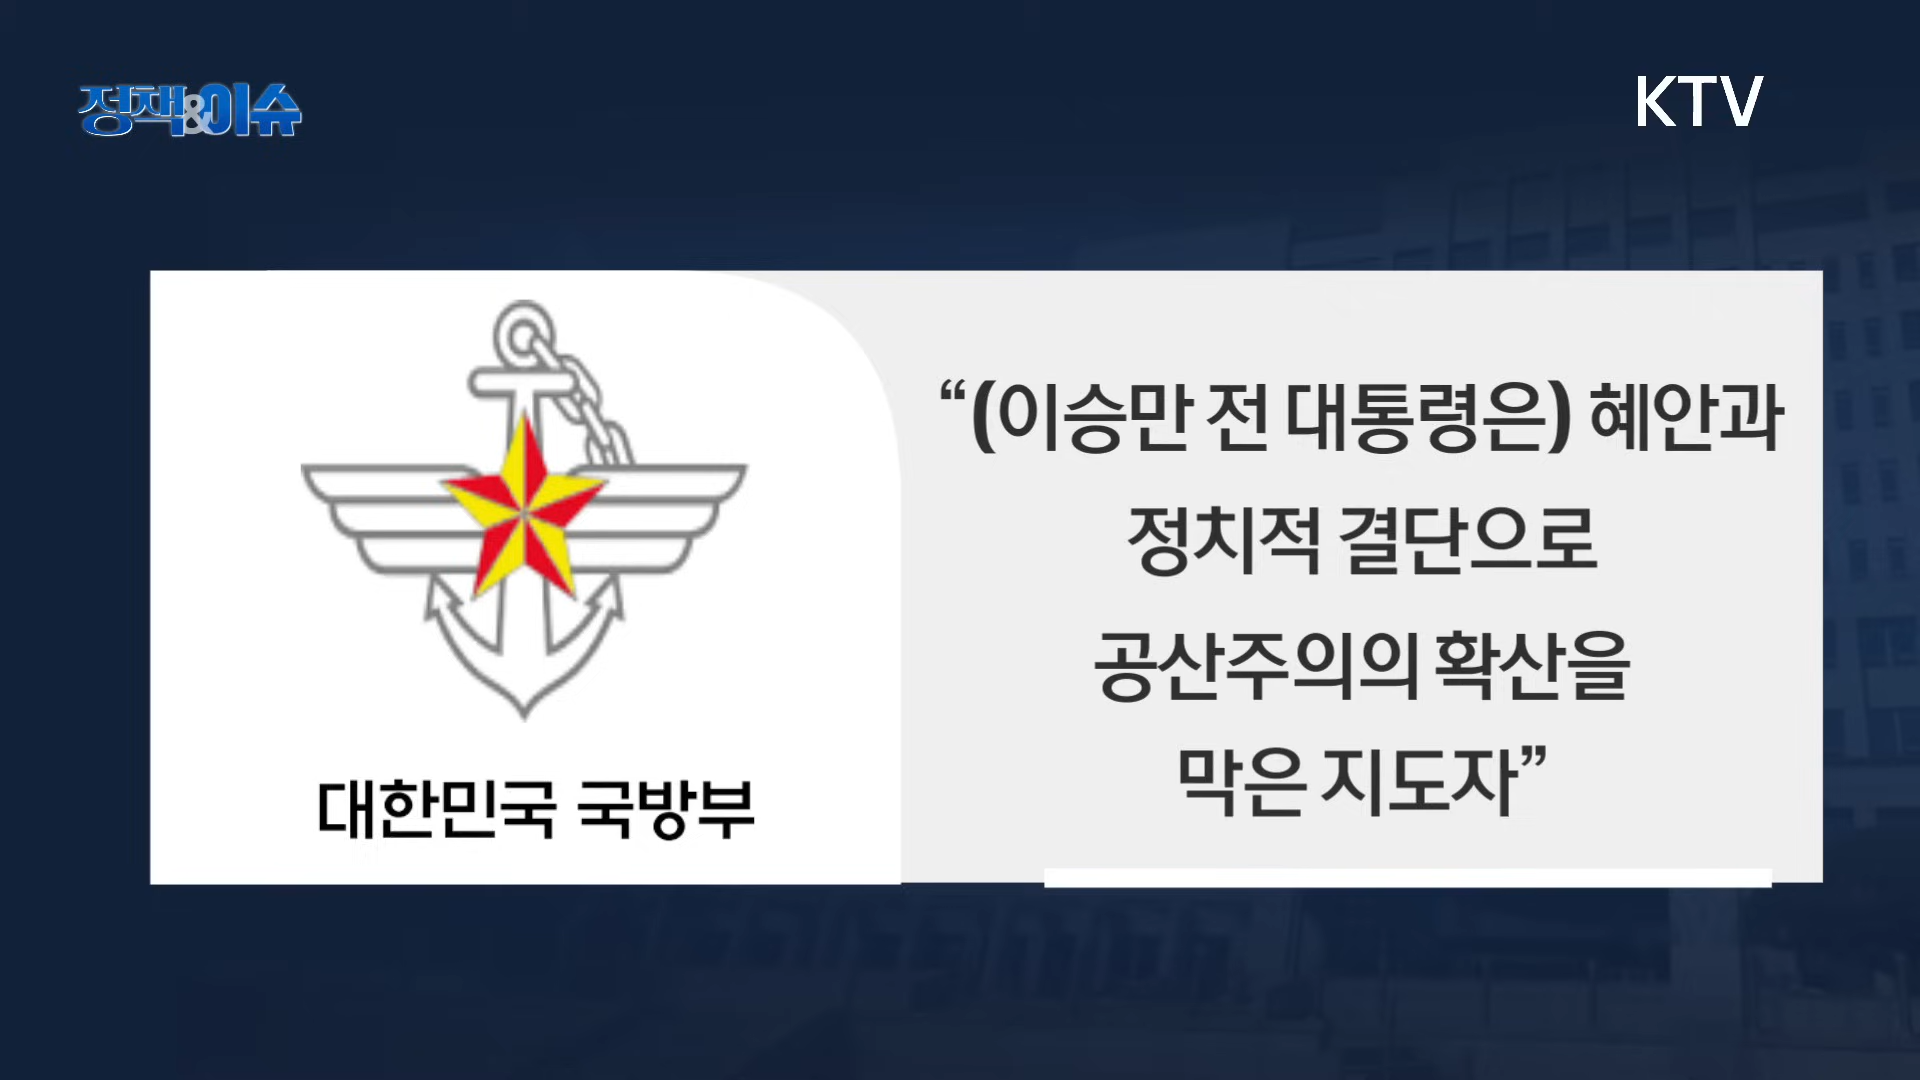 정책&이슈
KTV
“(이승만 전 대통령은) 혜안과
정치적 결단으로
공산주의의 확산을
막은 지도자”
대한민국 국방부